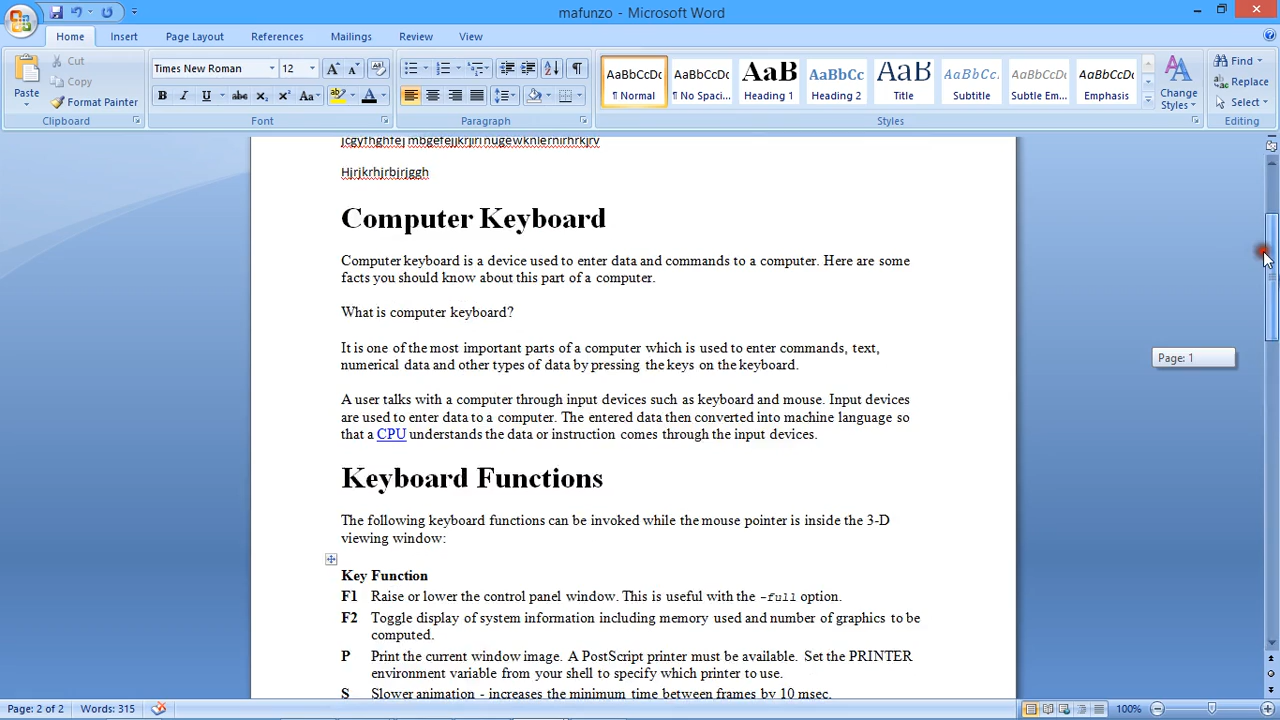 mafunzo - Microsoft Word
Home Insert Page Layout References Mailings Review View
Paste
Cut
Copy
Format Painter
Clipboard
Times New Roman 12
Font
Paragraph
AaBbCcDc AaBbCcDc AaB AaBbCc AaB AaBbCc. AaBbCcDc AaBbCcDc
¶ Normal ¶ No Spaci... Heading 1 Heading 2 Title Subtitle Subtle Em... Emphasis
Change
Styles
Styles
Find
Replace
Select
Editing
Hjrjkrhjrbjrjggh
Computer Keyboard
Computer keyboard is a device used to enter data and commands to a computer. Here are some
facts you should know about this part of a computer.
What is computer keyboard?
It is one of the most important parts of a computer which is used to enter commands, text,
numerical data and other types of data by pressing the keys on the keyboard.
A user talks with a computer through input devices such as keyboard and mouse. Input devices
are used to enter data to a computer. The entered data then converted into machine language so
that a CPU understands the data or instruction comes through the input devices.
Keyboard Functions
The following keyboard functions can be invoked while the mouse pointer is inside the 3-D
viewing window:
Key Function
F1 Raise or lower the control panel window. This is useful with the -full option.
F2 Toggle display of system information including memory used and number of graphics to be
computed.
P Print the current window image. A PostScript printer must be available. Set the PRINTER
environment variable from your shell to specify which printer to use.
S Slower animation - increases the minimum time between frames by 10 msec.
Page: 1
Page: 2 of 2 Words: 315 100%